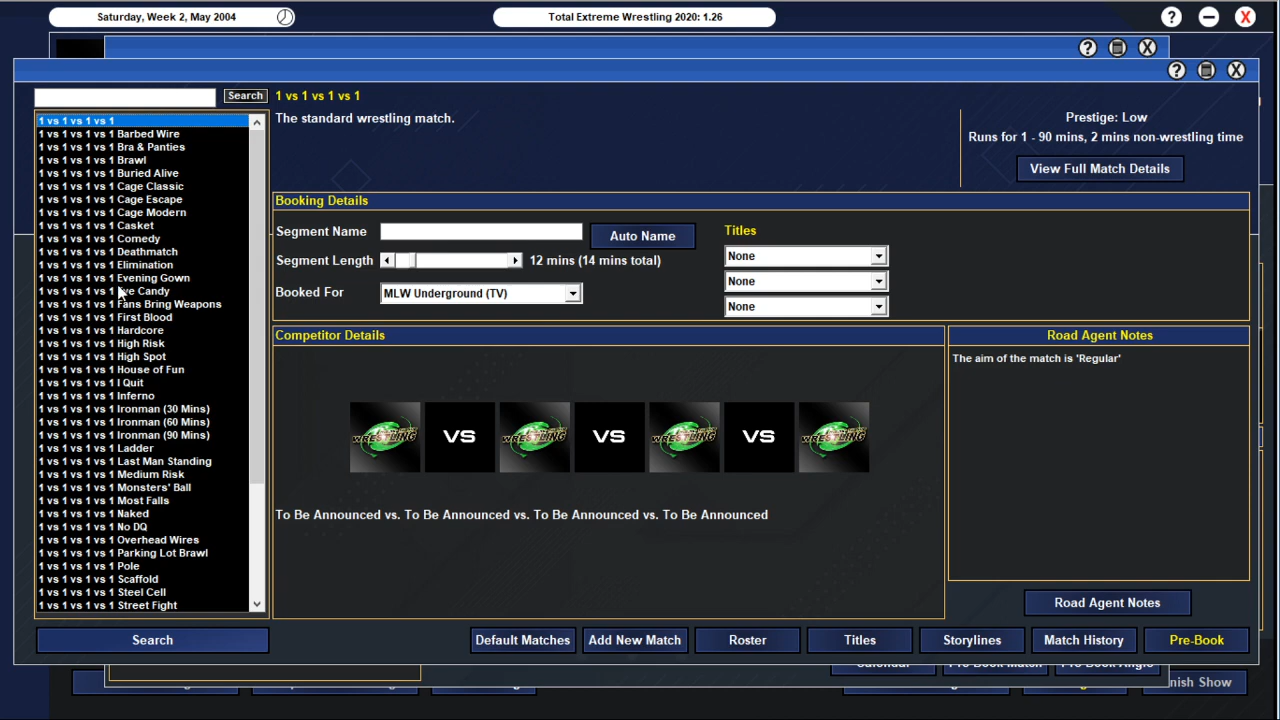 Saturday, Week 2, May 2004
Total Extreme Wrestling 2020: 1.26
? X
? X
? X
Search
1 vs 1 vs 1 vs 1
The standard wrestling match.
Prestige: Low
Runs for 1 - 90 mins, 2 mins non-wrestling time
View Full Match Details
1 vs 1 vs 1 vs 1
1 vs 1 vs 1 vs 1 Barbed Wire
1 vs 1 vs 1 vs 1 Bra & Panties
1 vs 1 vs 1 vs 1 Brawl
1 vs 1 vs 1 vs 1 Buried Alive
1 vs 1 vs 1 vs 1 Cage Classic
1 vs 1 vs 1 vs 1 Cage Escape
1 vs 1 vs 1 vs 1 Cage Modern
1 vs 1 vs 1 vs 1 Casket
1 vs 1 vs 1 vs 1 Comedy
1 vs 1 vs 1 vs 1 Deathmatch
1 vs 1 vs 1 vs 1 Elimination
1 vs 1 vs 1 vs 1 Evening Gown
1 vs 1 vs 1 vs 1 Eye Candy
1 vs 1 vs 1 vs 1 Fans Bring Weapons
1 vs 1 vs 1 vs 1 First Blood
1 vs 1 vs 1 vs 1 Hardcore
1 vs 1 vs 1 vs 1 High Risk
1 vs 1 vs 1 vs 1 High Spot
1 vs 1 vs 1 vs 1 House of Fun
1 vs 1 vs 1 vs 1 I Quit
1 vs 1 vs 1 vs 1 Inferno
1 vs 1 vs 1 vs 1 Ironman (30 Mins)
1 vs 1 vs 1 vs 1 Ironman (60 Mins)
1 vs 1 vs 1 vs 1 Ironman (90 Mins)
1 vs 1 vs 1 vs 1 Ladder
1 vs 1 vs 1 vs 1 Last Man Standing
1 vs 1 vs 1 vs 1 Medium Risk
1 vs 1 vs 1 vs 1 Monsters' Ball
1 vs 1 vs 1 vs 1 Most Falls
1 vs 1 vs 1 vs 1 Naked
1 vs 1 vs 1 vs 1 No DQ
1 vs 1 vs 1 vs 1 Overhead Wires
1 vs 1 vs 1 vs 1 Parking Lot Brawl
1 vs 1 vs 1 vs 1 Pole
1 vs 1 vs 1 vs 1 Scaffold
1 vs 1 vs 1 vs 1 Steel Cell
1 vs 1 vs 1 vs 1 Street Fight
Booking Details
Segment Name
Auto Name
Titles
Segment Length
12 mins (14 mins total)
None
Booked For
MLW Underground (TV)
None
None
Competitor Details
WRESTLING VS WRESTLING VS WRESTLING VS WRESTLING
To Be Announced vs. To Be Announced vs. To Be Announced vs. To Be Announced
Road Agent Notes
The aim of the match is 'Regular'
Road Agent Notes
Search
Default Matches
Add New Match
Roster
Titles
Storylines
Match History
Pre-Book
Calendar
Pre-Book Match
Pre-Book Angle
nish Show